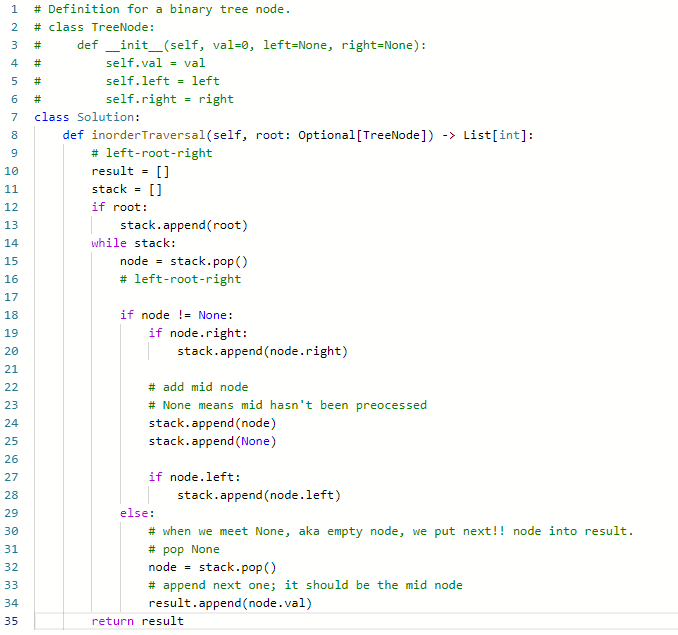 1 # Definition for a binary tree node.
2 # class TreeNode:
3 #     def __init__(self, val=0, left=None, right=None):
4 #         self.val = val
5 #         self.left = left
6 #         self.right = right
7 class Solution:
8     def inorderTraversal(self, root: Optional[TreeNode]) -> List[int]:
9         # left-root-right
10         result = []
11         stack = []
12         if root:
13             stack.append(root)
14         while stack:
15             node = stack.pop()
16             # left-root-right
17
18             if node != None:
19                 if node.right:
20                     stack.append(node.right)
21
22                 # add mid node
23                 # None means mid hasn't been preocessed
24                 stack.append(node)
25                 stack.append(None)
26
27                 if node.left:
28                     stack.append(node.left)
29             else:
30                 # when we meet None, aka empty node, we put next!! node into result.
31                 # pop None
32                 node = stack.pop()
33                 # append next one; it should be the mid node
34                 result.append(node.val)
35         return result